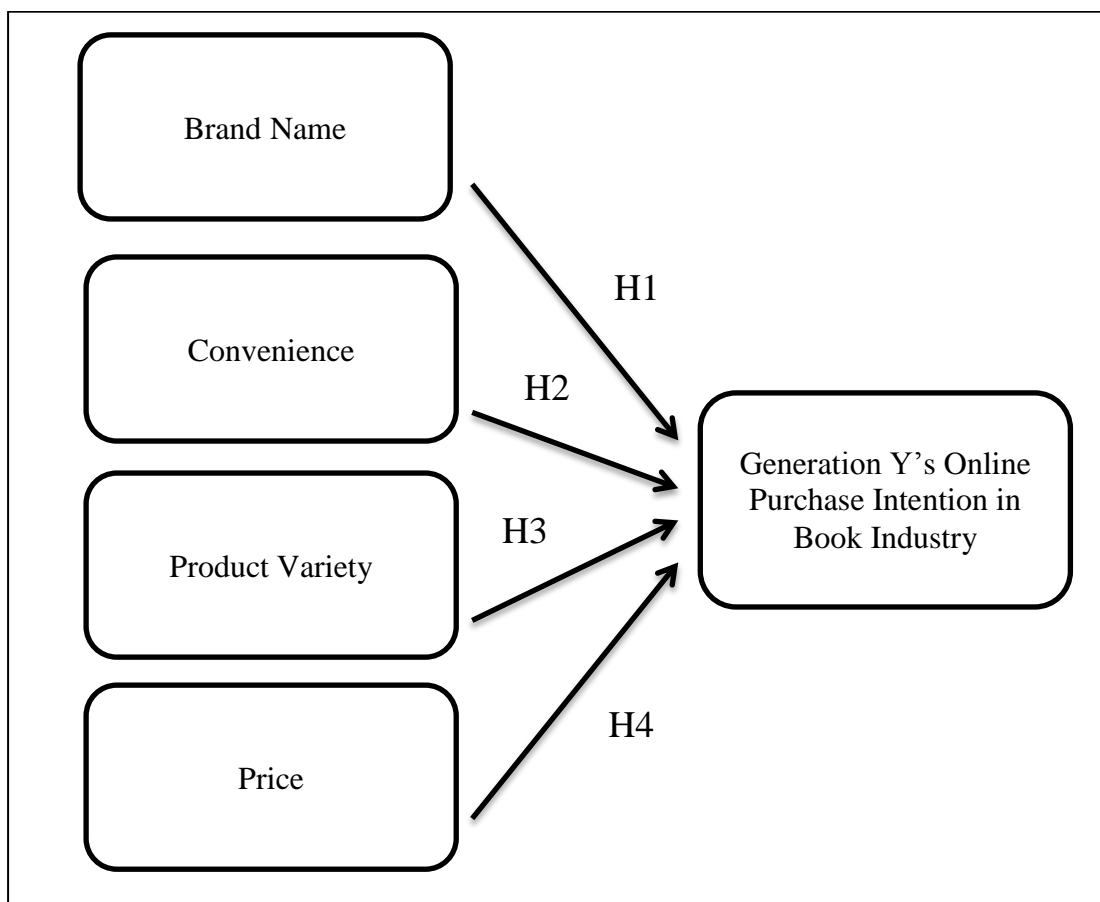 Brand Name
H1
Convenience
H2
Generation Y’s Online
Purchase Intention in
Book Industry
H3
Product Variety
H4
Price